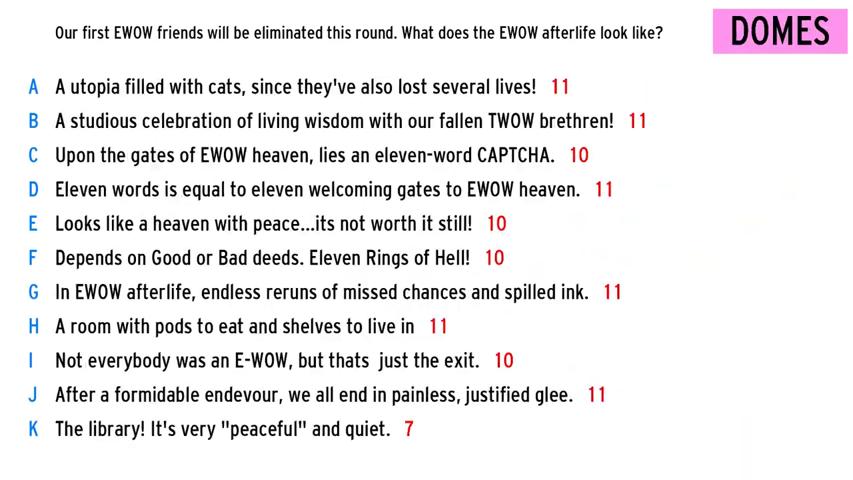 Our first EWOW friends will be eliminated this round. What does the EWOW afterlife look like?
DOMES
A A utopia filled with cats, since they've also lost several lives! 11
B A studious celebration of living wisdom with our fallen TWOW brethren! 11
C Upon the gates of EWOW heaven, lies an eleven-word CAPTCHA. 10
D Eleven words is equal to eleven welcoming gates to EWOW heaven. 11
E Looks like a heaven with peace...its not worth it still! 10
F Depends on Good or Bad deeds. Eleven Rings of Hell! 10
G In EWOW afterlife, endless reruns of missed chances and spilled ink. 11
H A room with pods to eat and shelves to live in 11
I Not everybody was an E-WOW, but thats  just the exit. 10
J After a formidable endevour, we all end in painless, justified glee. 11
K The library! It's very "peaceful" and quiet. 7